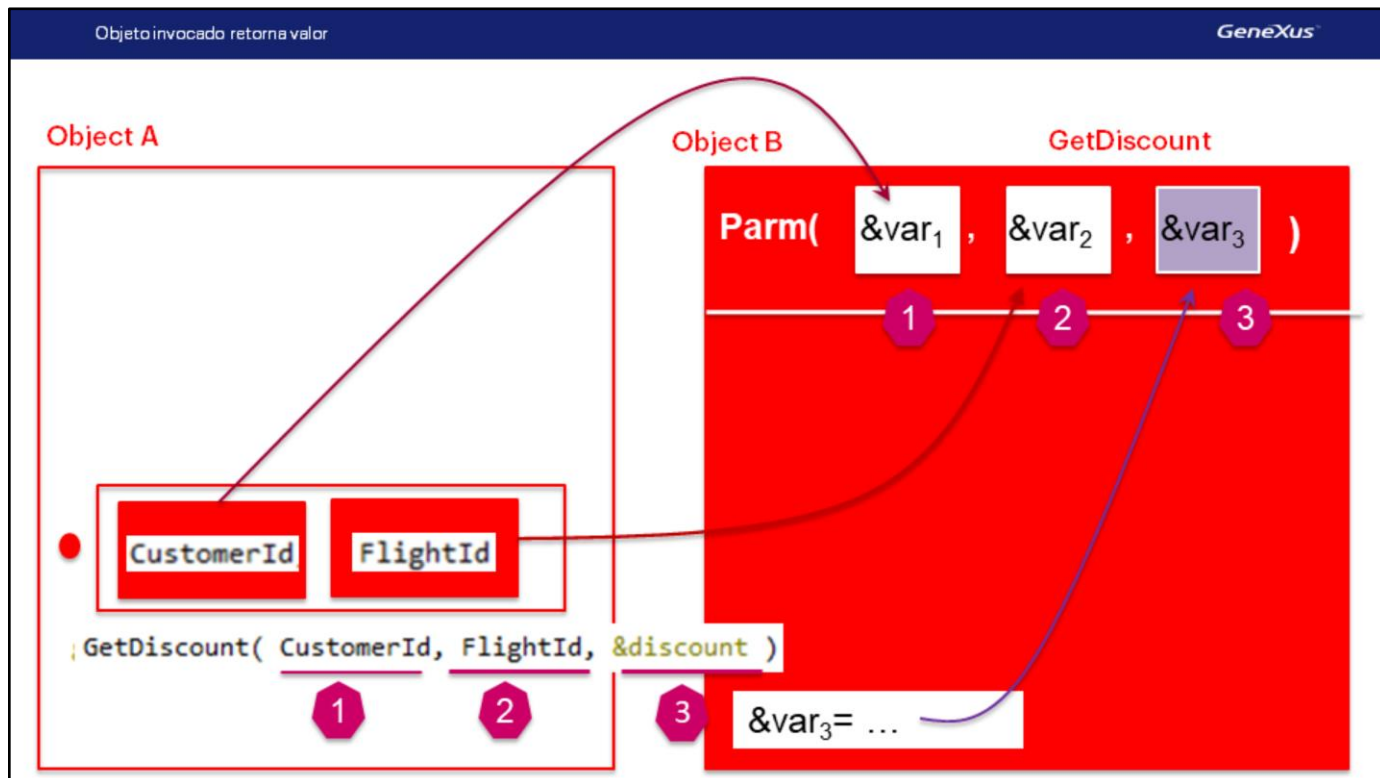 Objeto invocado retorna valor
GeneXus™
Object A
Object B
GetDiscount
Parm( &var₁ , &var₂ , &var₃ )
1 2 3
CustomerId FlightId
; GetDiscount( CustomerId, FlightId, &discount )
1 2 3
&var₃= ...